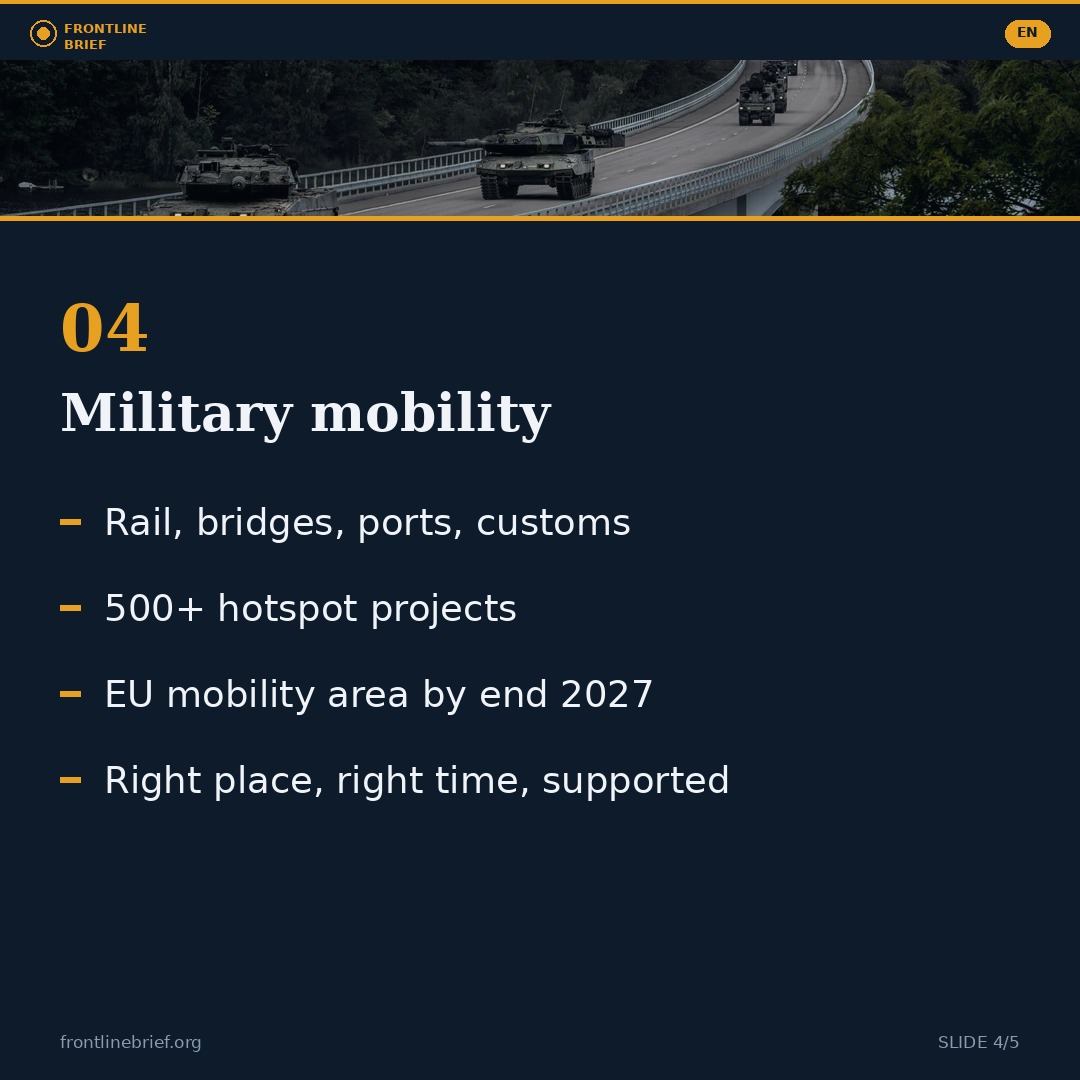 FRONTLINE
BRIEF
EN
04
Military mobility
Rail, bridges, ports, customs
500+ hotspot projects
EU mobility area by end 2027
Right place, right time, supported
frontlinebrief.org
SLIDE 4/5